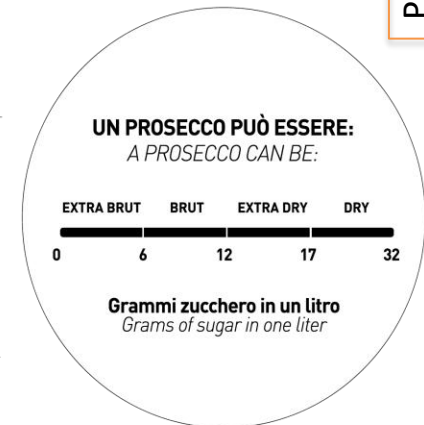 P
UN PROSECCO PUÒ ESSERE:
A PROSECCO CAN BE:
EXTRA BRUT BRUT EXTRA DRY DRY
0 6 12 17 32
Grammi zucchero in un litro
Grams of sugar in one liter